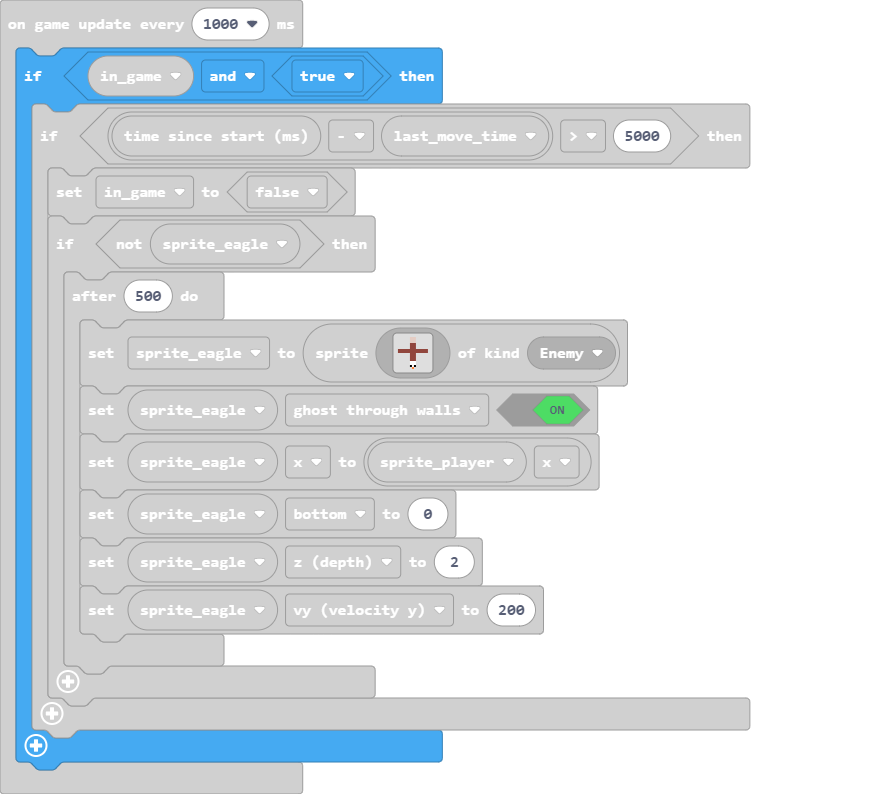 on game update every 1000 ms
if in_game and true then
if time since start (ms) - last_move_time > 5000 then
set in_game to false
if not sprite_eagle then
after 500 do
set sprite_eagle to sprite of kind Enemy
set sprite_eagle ghost through walls ON
set sprite_eagle x to sprite_player x
set sprite_eagle bottom to 0
set sprite_eagle z (depth) to 2
set sprite_eagle vy (velocity y) to 200